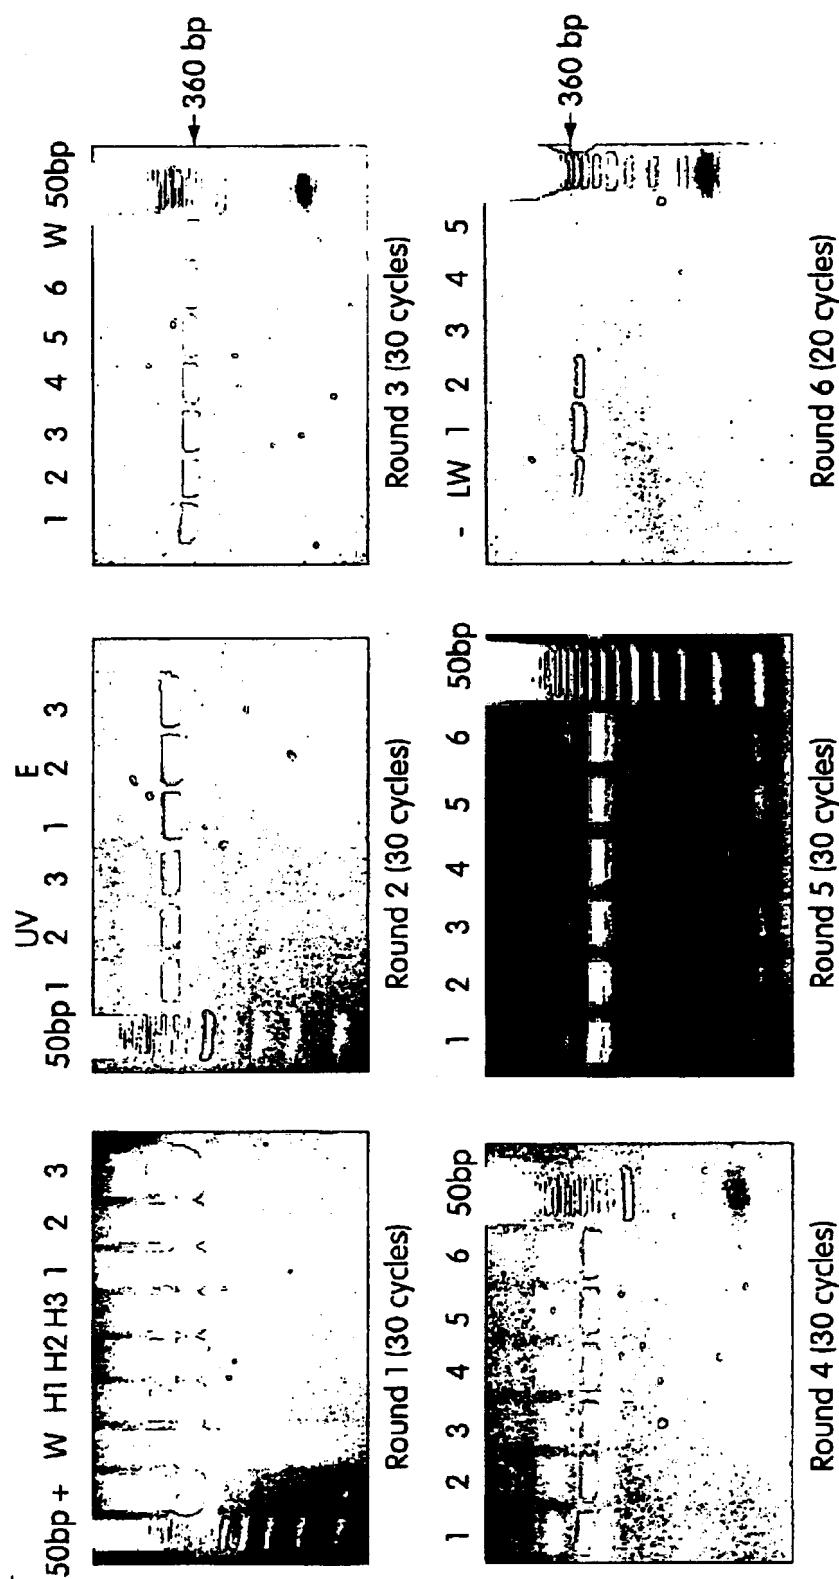 50bp + W H1 H2 H3 1 2 3
Round 1 (30 cycles)
UV E
50bp 1 2 3 1 2 3
Round 2 (30 cycles)
1 2 3 4 5 6 W 50bp
360 bp
Round 3 (30 cycles)
1 2 3 4 5 6 50bp
Round 4 (30 cycles)
1 2 3 4 5 6 50bp
Round 5 (30 cycles)
- LW 1 2 3 4 5
360 bp
Round 6 (20 cycles)